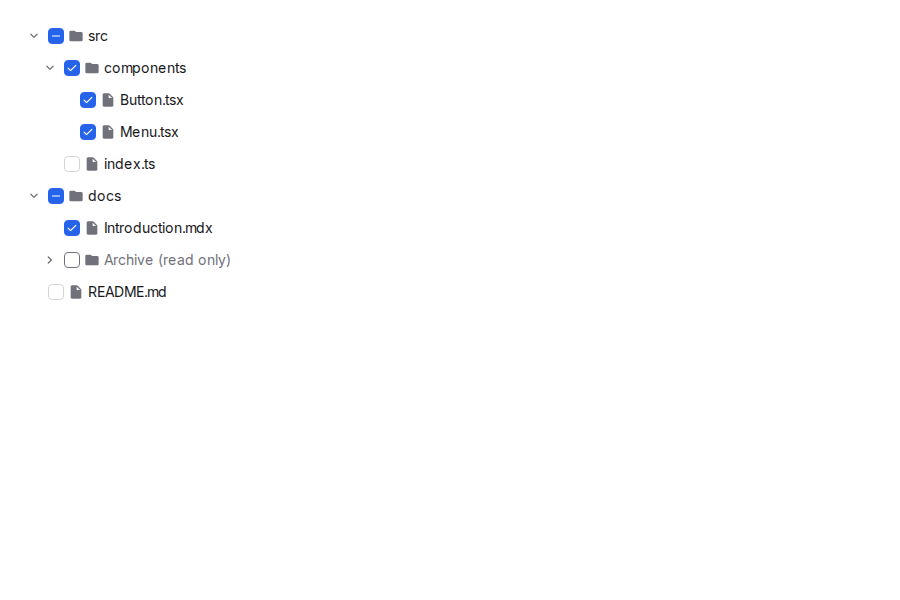 src
components
Button.tsx
Menu.tsx
index.ts
docs
Introduction.mdx
Archive (read only)
README.md